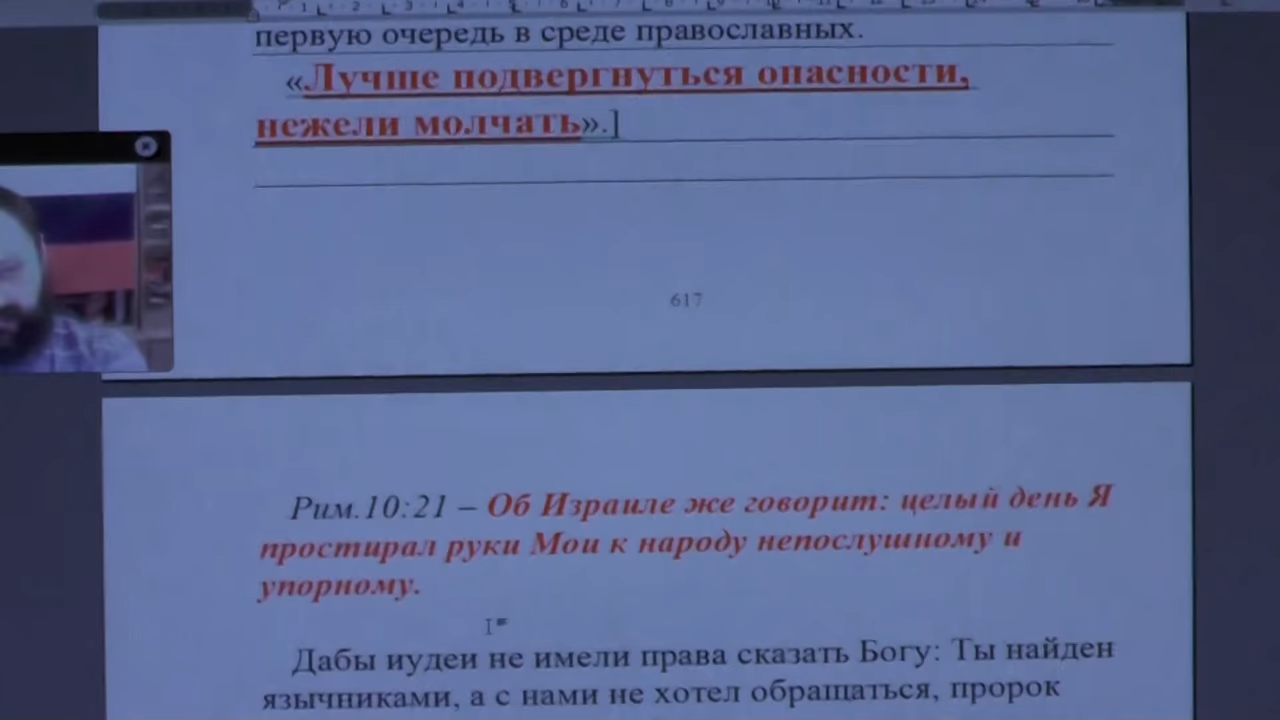 первую очередь в среде православных.
«Лучше подвергнуться опасности,
нежели молчать».]
617
Рим.10:21 – Об Израиле же говорит: целый день Я
простирал руки Мои к народу непослушному и
упорному.
Дабы иудеи не имели права сказать Богу: Ты найден
язычниками, а с нами не хотел обращаться, пророк